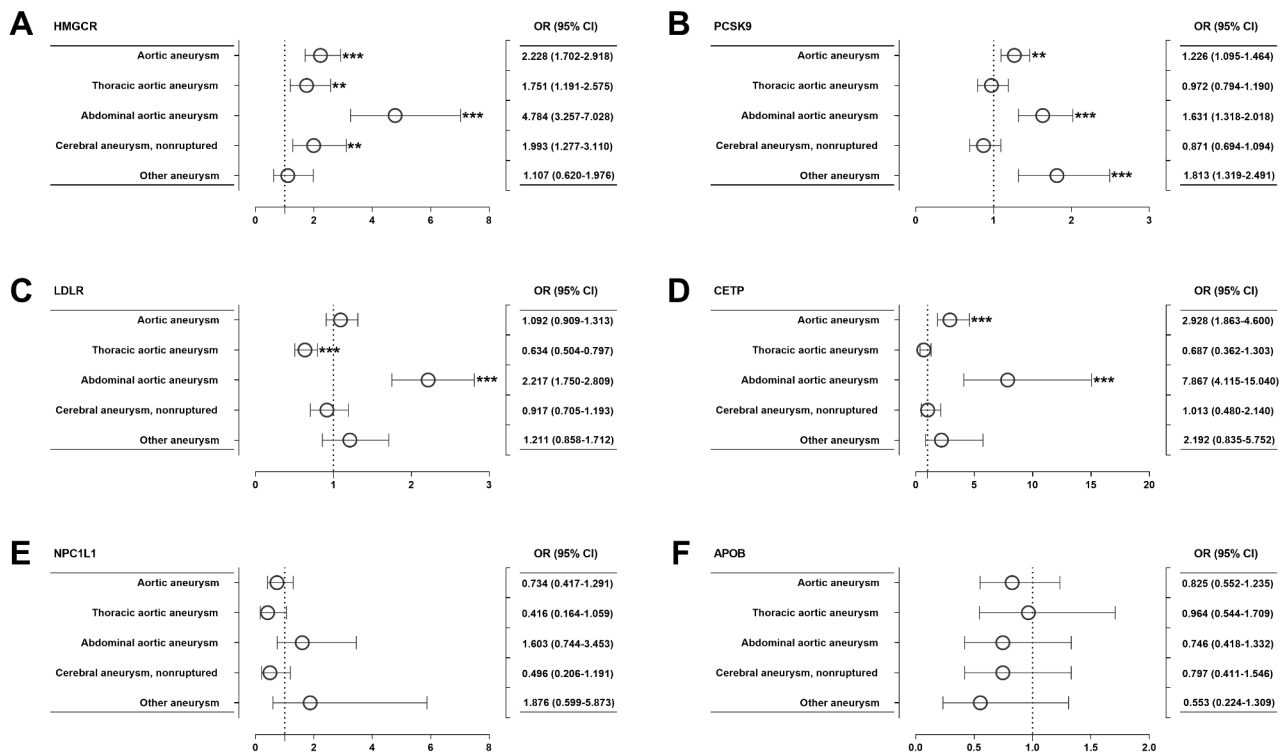 A HMGCR OR (95% CI)
Aortic aneurysm *** 2.228 (1.702-2.918)
Thoracic aortic aneurysm ** 1.751 (1.191-2.575)
Abdominal aortic aneurysm *** 4.784 (3.257-7.028)
Cerebral aneurysm, nonruptured ** 1.993 (1.277-3.110)
Other aneurysm 1.107 (0.620-1.976)
0 2 4 6 8
B PCSK9 OR (95% CI)
Aortic aneurysm ** 1.226 (1.095-1.464)
Thoracic aortic aneurysm 0.972 (0.794-1.190)
Abdominal aortic aneurysm *** 1.631 (1.318-2.018)
Cerebral aneurysm, nonruptured 0.871 (0.694-1.094)
Other aneurysm *** 1.813 (1.319-2.491)
0 1 2 3
C LDLR OR (95% CI)
Aortic aneurysm 1.092 (0.909-1.313)
Thoracic aortic aneurysm *** 0.634 (0.504-0.797)
Abdominal aortic aneurysm *** 2.217 (1.750-2.809)
Cerebral aneurysm, nonruptured 0.917 (0.705-1.193)
Other aneurysm 1.211 (0.858-1.712)
0 1 2 3
D CETP OR (95% CI)
Aortic aneurysm *** 2.928 (1.863-4.600)
Thoracic aortic aneurysm 0.687 (0.362-1.303)
Abdominal aortic aneurysm *** 7.867 (4.115-15.040)
Cerebral aneurysm, nonruptured 1.013 (0.480-2.140)
Other aneurysm 2.192 (0.835-5.752)
0 5 10 15 20
E NPC1L1 OR (95% CI)
Aortic aneurysm 0.734 (0.417-1.291)
Thoracic aortic aneurysm 0.416 (0.164-1.059)
Abdominal aortic aneurysm 1.603 (0.744-3.453)
Cerebral aneurysm, nonruptured 0.496 (0.206-1.191)
Other aneurysm 1.876 (0.599-5.873)
0 2 4 6 8
F APOB OR (95% CI)
Aortic aneurysm 0.825 (0.552-1.235)
Thoracic aortic aneurysm 0.964 (0.544-1.709)
Abdominal aortic aneurysm 0.746 (0.418-1.332)
Cerebral aneurysm, nonruptured 0.797 (0.411-1.546)
Other aneurysm 0.553 (0.224-1.309)
0.0 0.5 1.0 1.5 2.0